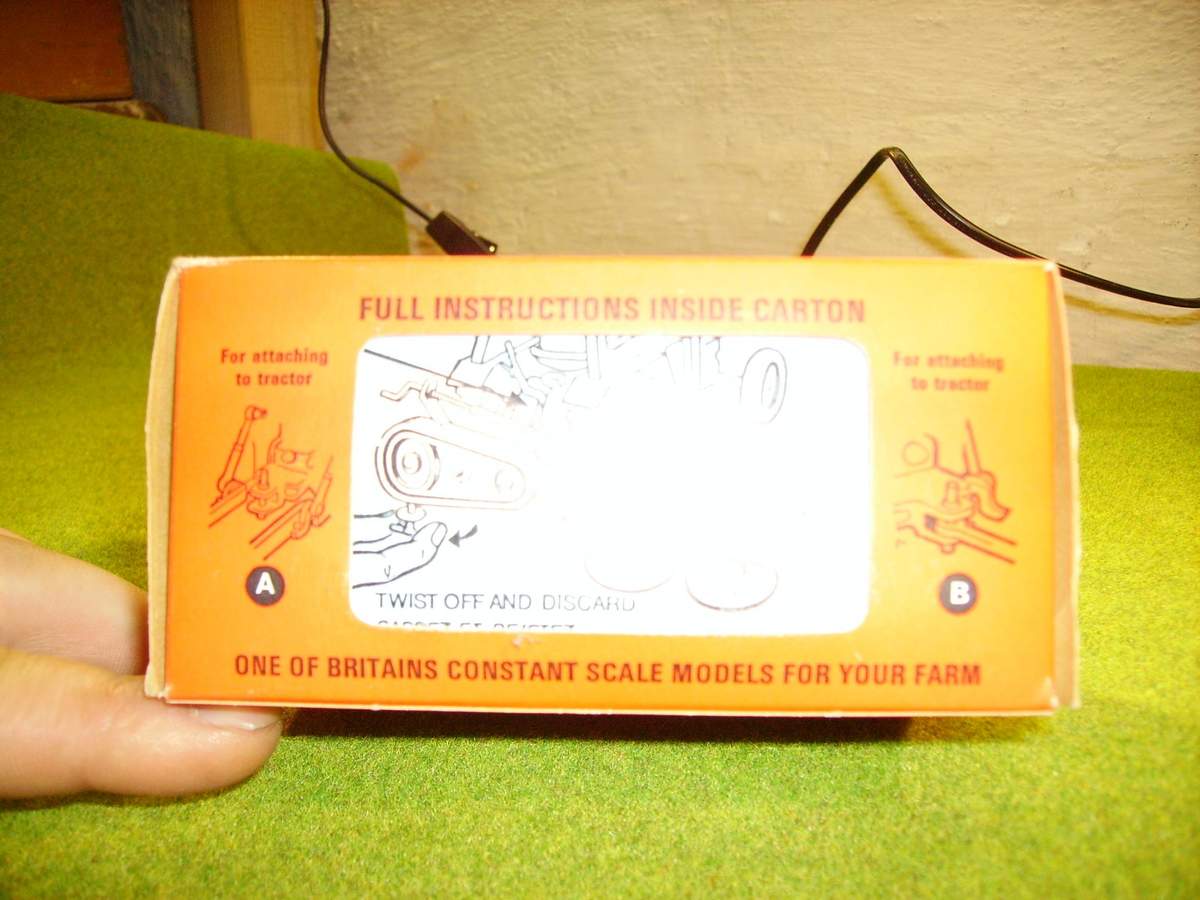 FULL INSTRUCTIONS INSIDE CARTON
For attaching
to tractor
For attaching
to tractor
A
B
TWIST OFF AND DISCARD
ONE OF BRITAINS CONSTANT SCALE MODELS FOR YOUR FARM